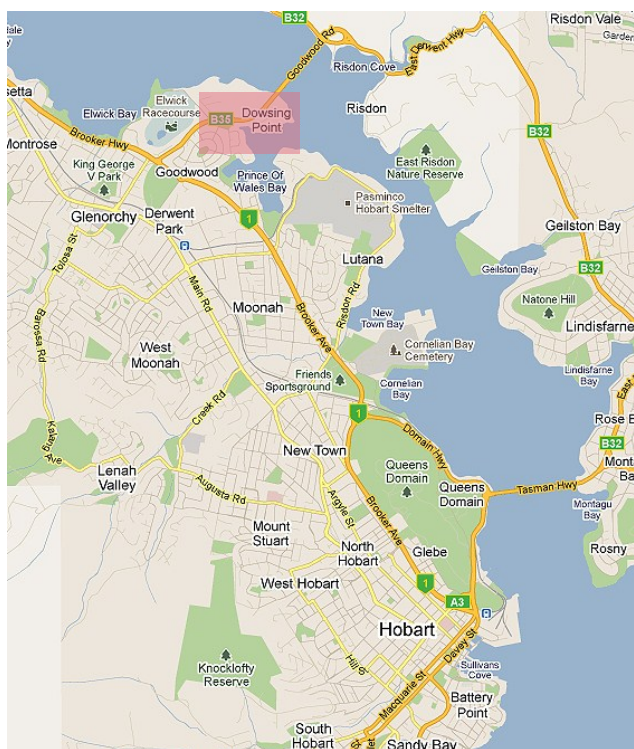 B32
Goodwood Rd
East Derwent Hwy
Risdon Vale
Risdon Cove
Elwick
Racecourse
Elwick Bay
B35
Dowsing
Point
Risdon
B32
Brooker Hwy
Montrose
King George
V Park
Goodwood
Prince Of
Wales Bay
East Risdon
Nature Reserve
Pasminco
Hobart Smelter
Glenorchy
Derwent
Park
1
Geilston Bay
Tolosa St
Lutana
B32
Geilston Bay
Main Rd
Risdon Rd
Natone Hill
Moonah
Brooker Ave
New
Town Bay
Barossa Rd
Lindisfarne
West
Moonah
Cornelian Bay
Cemetery
Lindisfarne
Bay
Friends
Sportsground
Cornelian
Bay
Creek Rd
1
Rose B
Kalang Ave
Domain Hwy
B32
New Town
Lenah
Valley
Queens
Domain
Queens
Domain
Tasman Hwy
Augusta Rd
Argyle St
Brooker Ave
Montagu
Bay
Mount
Stuart
North
Hobart
Glebe
Rosny
West Hobart
1
A3
Hobart
Davey St
Knocklofty
Reserve
Hill St
Sullivans
Cove
Macquarie St
Battery
Point
South
Hobart
Sandy Bay